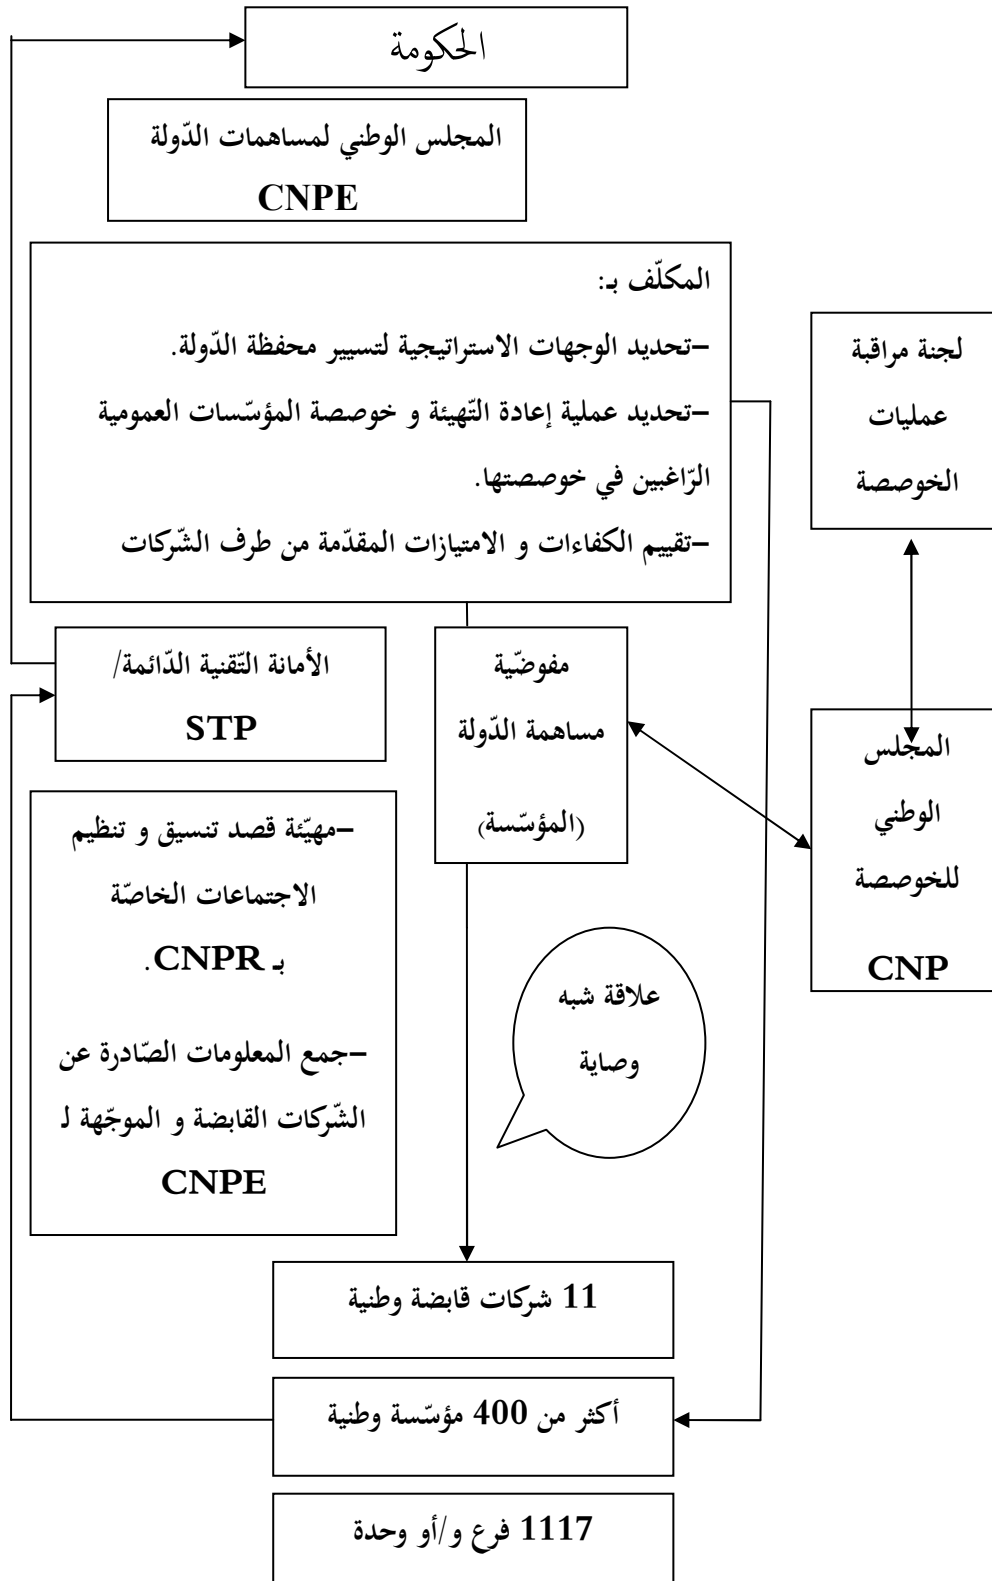 الحكومة
المجلس الوطني لمساهمات الدّولة
CNPE
المكلّف بـ:
–تحديد الوجهات الاستراتيجية لتسيير محفظة الدّولة.
–تحديد عملية إعادة التّهيئة و خوصصة المؤسّسات العمومية
الرّاغبين في خوصصتها.
–تقييم الكفاءات و الامتيازات المقدّمة من طرف الشّركات
لجنة مراقبة
عمليات
الخوصصة
الأمانة التّقنية الدّائمة/
STP
مفوضّية
مساهمة الدّولة
(المؤسّسة)
المجلس
الوطني
للخوصصة
CNP
–مهيّئة قصد تنسيق و تنظيم
الاجتماعات الخاصّة
بـ CNPR.
–جمع المعلومات الصّادرة عن
الشّركات القابضة و الموجّهة لـ
CNPE
علاقة شبه
وصاية
11 شركات قابضة وطنية
أكثر من 400 مؤسّسة وطنية
1117 فرع و/أو وحدة